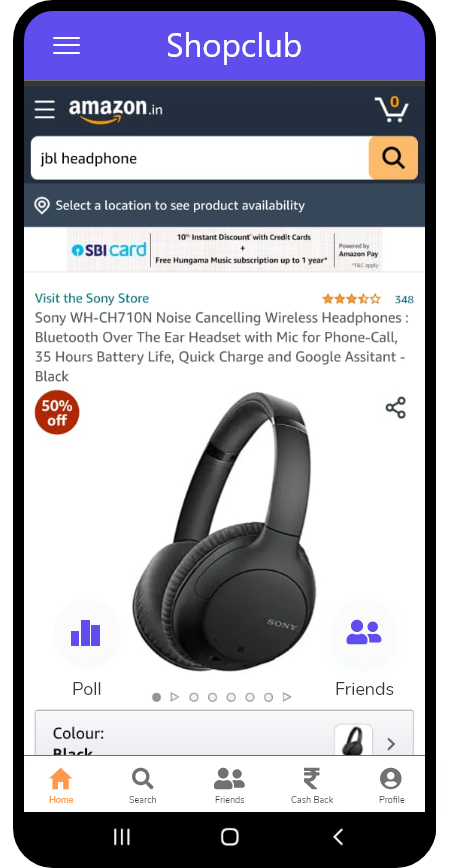 Shopclub
amazon.in
0
jbl headphone
Select a location to see product availability
SBI card
10% Instant Discount* with Credit Cards
+
Free Hungama Music subscription up to 1 year*
Powered by
Amazon Pay
*T&C apply
Visit the Sony Store
348
Sony WH-CH710N Noise Cancelling Wireless Headphones :
Bluetooth Over The Ear Headset with Mic for Phone-Call,
35 Hours Battery Life, Quick Charge and Google Assitant -
Black
50%
off
SONY
Poll
Friends
Colour:
Black
Home
Search
Friends
Cash Back
Profile